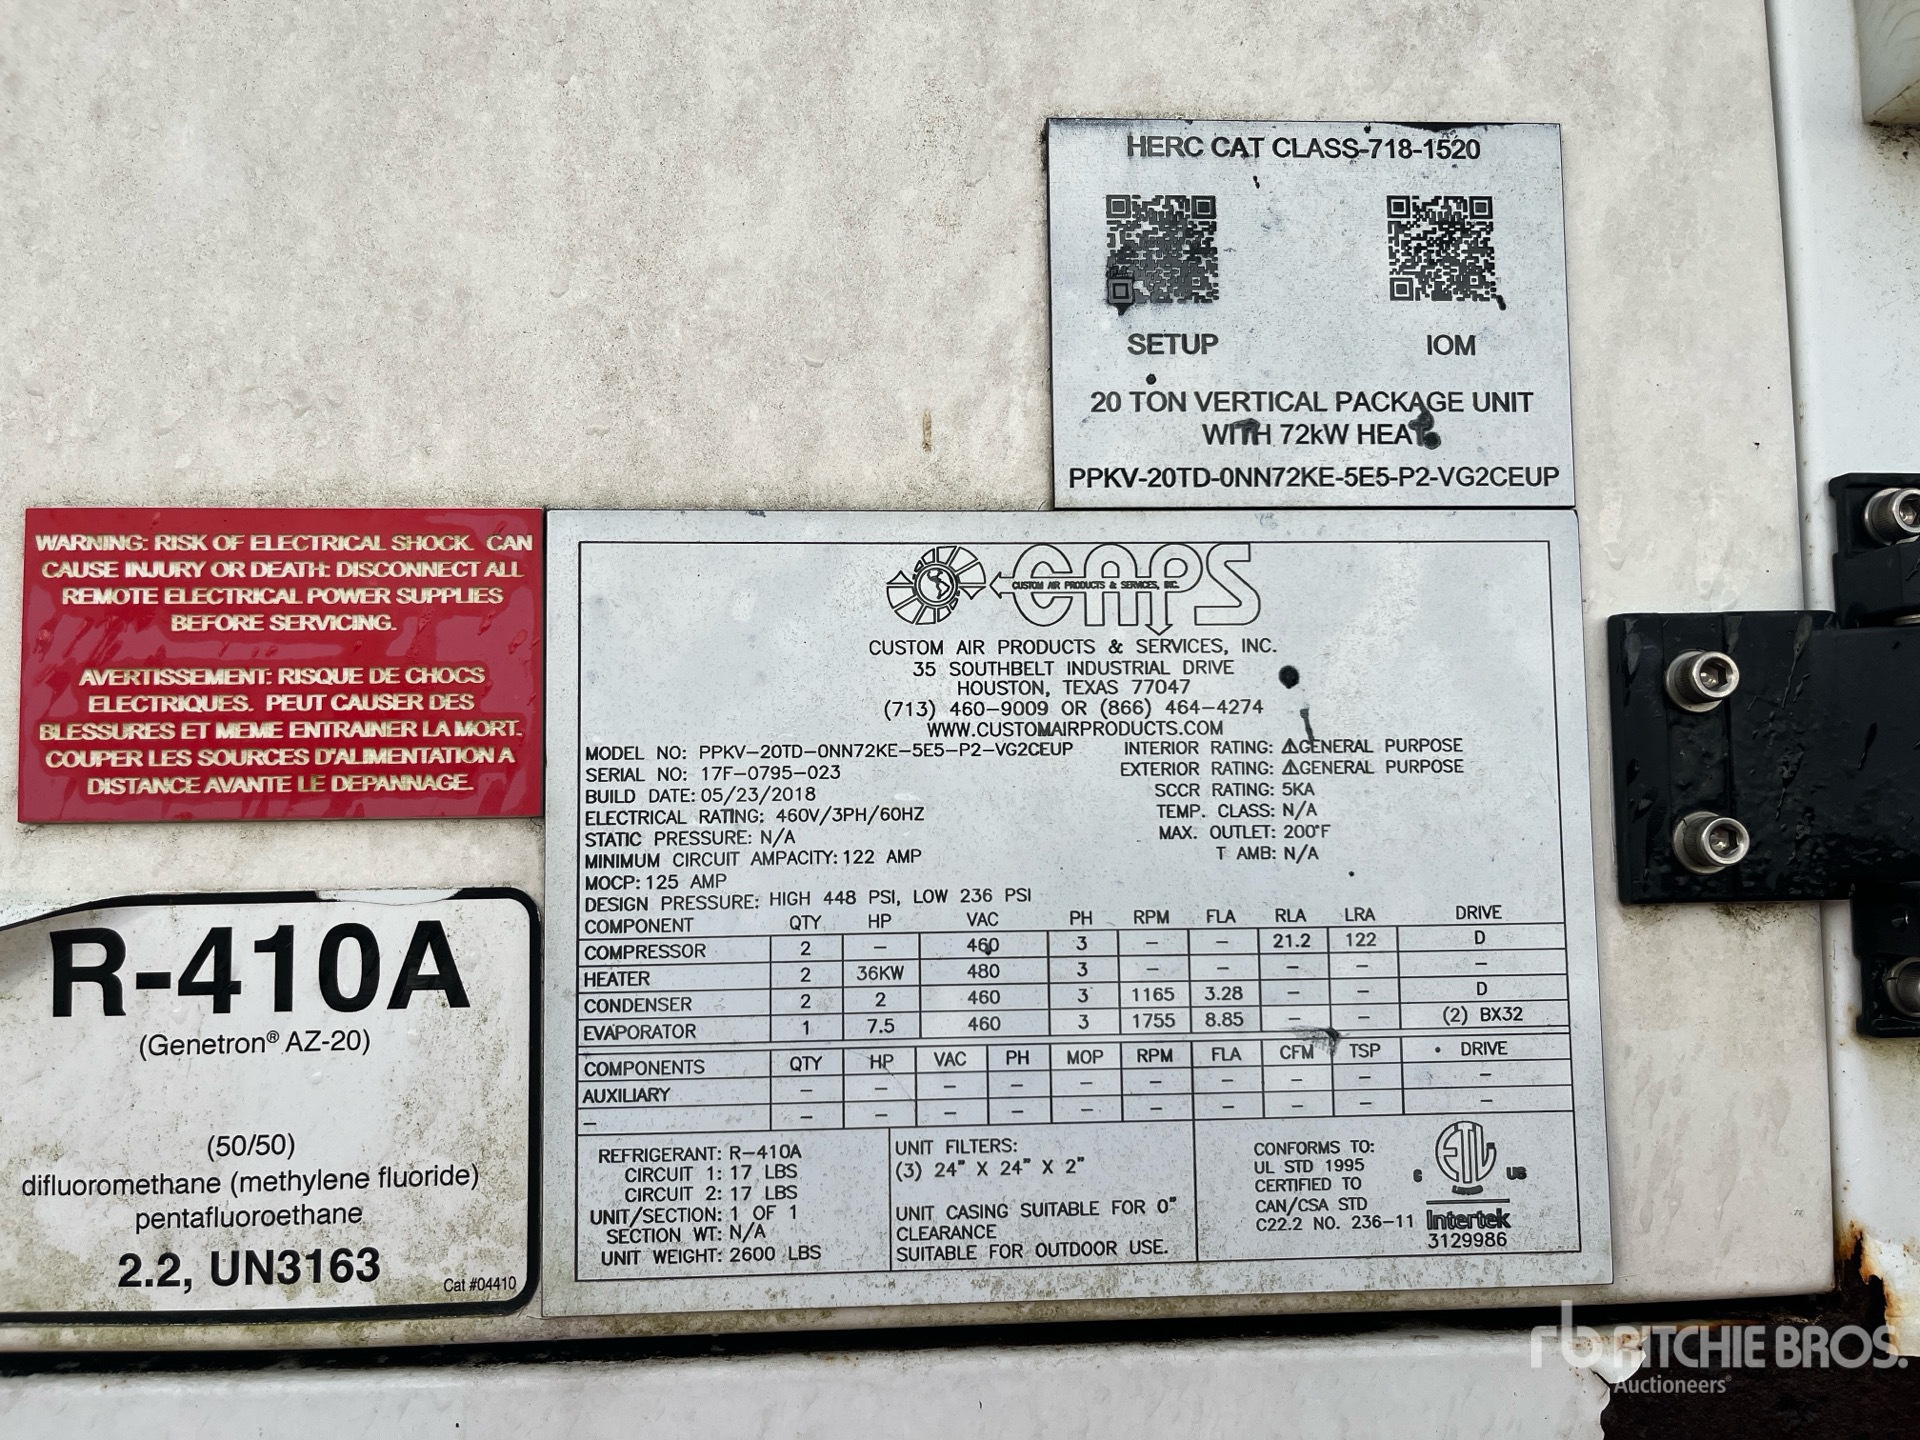 HERC CAT CLASS-718-1520
SETUP IOM
20 TON VERTICAL PACKAGE UNIT
WITH 72kW HEAT
PPKV-20TD-0NN72KE-5E5-P2-VG2CEUP
WARNING: RISK OF ELECTRICAL SHOCK. CAN
CAUSE INJURY OR DEATH: DISCONNECT ALL
REMOTE ELECTRICAL POWER SUPPLIES
BEFORE SERVICING.
AVERTISSEMENT: RISQUE DE CHOCS
ELECTRIQUES. PEUT CAUSER DES
BLESSURES ET MEME ENTRAINER LA MORT.
COUPER LES SOURCES D'ALIMENTATION A
DISTANCE AVANTE LE DEPANNAGE.
R-410A
(Genetron® AZ-20)
(50/50)
difluoromethane (methylene fluoride)
pentafluoroethane
2.2, UN3163
Cat #04410
CAPS
CUSTOM AIR PRODUCTS & SERVICES, INC.
CUSTOM AIR PRODUCTS & SERVICES, INC.
35 SOUTHBELT INDUSTRIAL DRIVE
HOUSTON, TEXAS 77047
(713) 460-9009 OR (866) 464-4274
WWW.CUSTOMAIRPRODUCTS.COM
MODEL NO: PPKV-20TD-0NN72KE-5E5-P2-VG2CEUP
SERIAL NO: 17F-0795-023
BUILD DATE: 05/23/2018
ELECTRICAL RATING: 460V/3PH/60HZ
STATIC PRESSURE: N/A
MINIMUM CIRCUIT AMPACITY: 122 AMP
MOCP: 125 AMP
DESIGN PRESSURE: HIGH 448 PSI, LOW 236 PSI
INTERIOR RATING: ⚠GENERAL PURPOSE
EXTERIOR RATING: ⚠GENERAL PURPOSE
SCCR RATING: 5KA
TEMP. CLASS: N/A
MAX. OUTLET: 200°F
T AMB: N/A
COMPONENT QTY HP VAC PH RPM FLA RLA LRA DRIVE
COMPRESSOR 2 - 460 3 - - 21.2 122 D
HEATER 2 36KW 480 3 - - - - -
CONDENSER 2 2 460 3 1165 3.28 - - D
EVAPORATOR 1 7.5 460 3 1755 8.85 - - (2) BX32
COMPONENTS QTY HP VAC PH MOP RPM FLA CFM TSP DRIVE
AUXILIARY - - - - - - - - - -
- - - - - - - - - - -
REFRIGERANT: R-410A
CIRCUIT 1: 17 LBS
CIRCUIT 2: 17 LBS
UNIT/SECTION: 1 OF 1
SECTION WT: N/A
UNIT WEIGHT: 2600 LBS
UNIT FILTERS:
(3) 24" X 24" X 2"
UNIT CASING SUITABLE FOR 0"
CLEARANCE
SUITABLE FOR OUTDOOR USE.
CONFORMS TO:
UL STD 1995
CERTIFIED TO
CAN/CSA STD
C22.2 NO. 236-11
C ETL US
LISTED
Intertek
3129986
rb RITCHIE BROS.
Auctioneers